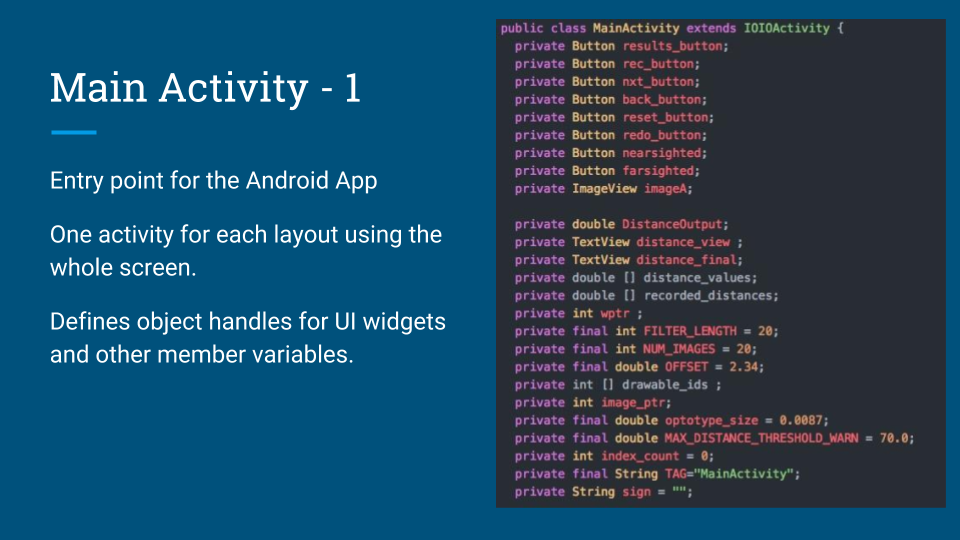 Main Activity - 1
Entry point for the Android App
One activity for each layout using the
whole screen.
Defines object handles for UI widgets
and other member variables.
public class MainActivity extends IOIOActivity {
private Button results_button;
private Button rec_button;
private Button nxt_button;
private Button back_button;
private Button reset_button;
private Button redo_button;
private Button nearsighted;
private Button farsighted;
private ImageView imageA;
private double DistanceOutput;
private TextView distance_view ;
private TextView distance_final;
private double [] distance_values;
private double [] recorded_distances;
private int wptr ;
private final int FILTER_LENGTH = 20;
private final int NUM_IMAGES = 20;
private final double OFFSET = 2.34;
private int [] drawable_ids ;
private int image_ptr;
private final double optotype_size = 0.0087;
private final double MAX_DISTANCE_THRESHOLD_WARN = 70.0;
private int index_count = 0;
private final String TAG="MainActivity";
private String sign = "";